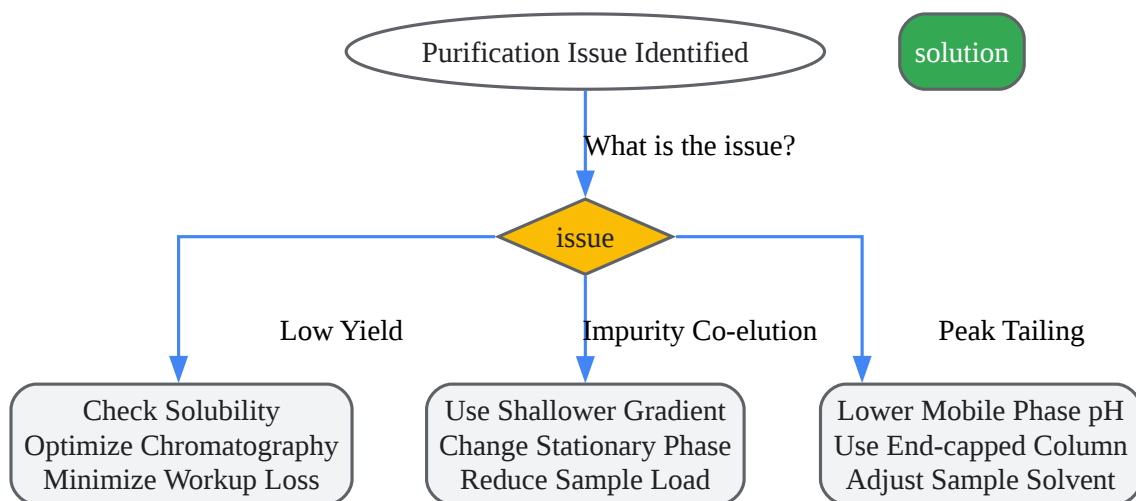 Purification Issue Identified
solution
What is the issue?
issue
Low Yield
Impurity Co-elution
Peak Tailing
Check Solubility
Optimize Chromatography
Minimize Workup Loss
Use Shallower Gradient
Change Stationary Phase
Reduce Sample Load
Lower Mobile Phase pH
Use End-capped Column
Adjust Sample Solvent